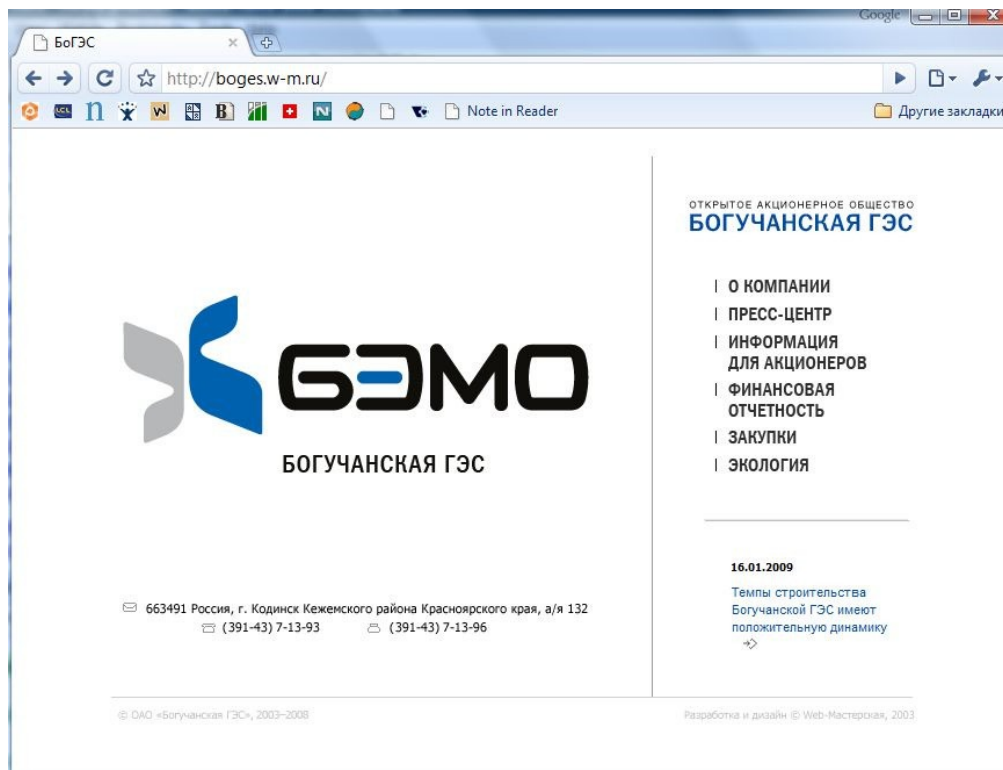 Google
БоГЭС
http://boges.w-m.ru/
UCL
n
W
B
N
Note in Reader
Другие закладки
ОТКРЫТОЕ АКЦИОНЕРНОЕ ОБЩЕСТВО
БОГУЧАНСКАЯ ГЭС
О КОМПАНИИ
ПРЕСС-ЦЕНТР
ИНФОРМАЦИЯ
ДЛЯ АКЦИОНЕРОВ
ФИНАНСОВАЯ
ОТЧЕТНОСТЬ
ЗАКУПКИ
ЭКОЛОГИЯ
БЭМО
БОГУЧАНСКАЯ ГЭС
16.01.2009
Темпы строительства
Богучанской ГЭС имеют
положительную динамику
663491 Россия, г. Кодинск Кежемского района Красноярского края, а/я 132
(391-43) 7-13-93 (391-43) 7-13-96
© ОАО «Богучанская ГЭС», 2003–2008
Разработка и дизайн © Web-Мастерская, 2003